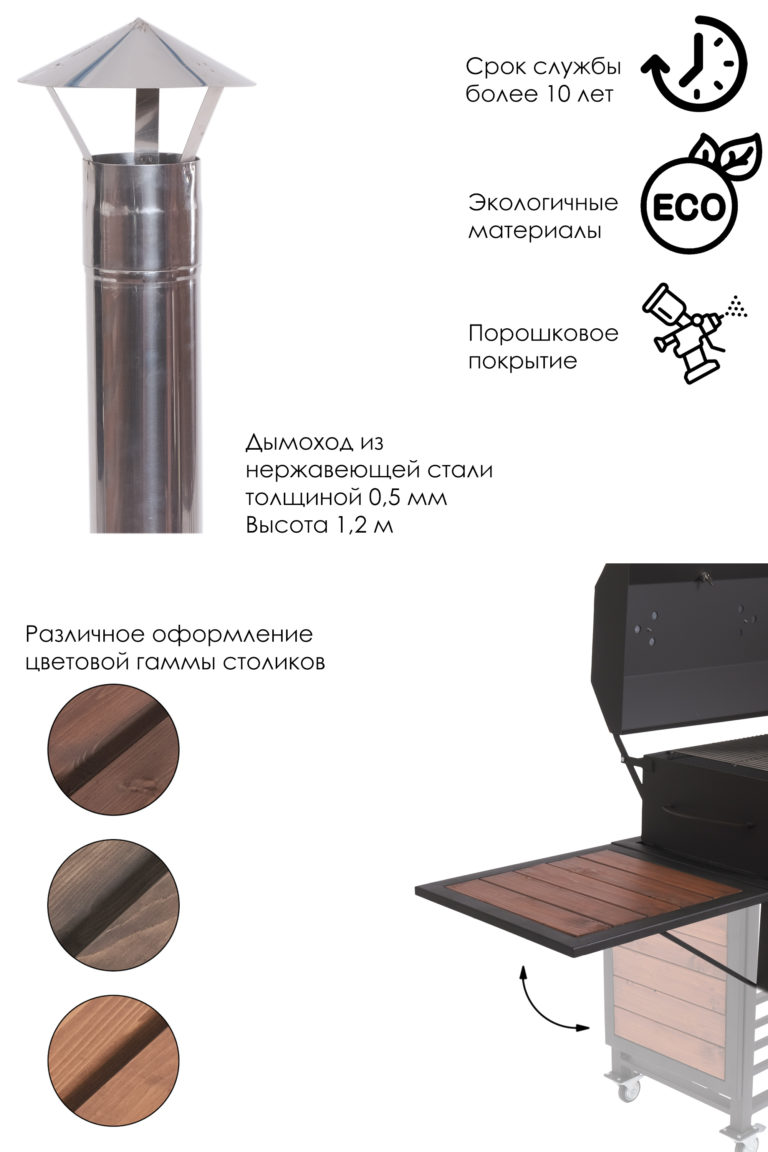 Срок службы
более 10 лет
ECO
Экологичные
материалы
Порошковое
покрытие
Дымоход из
нержавеющей стали
толщиной 0,5 мм
Высота 1,2 м
Различное оформление
цветовой гаммы столиков